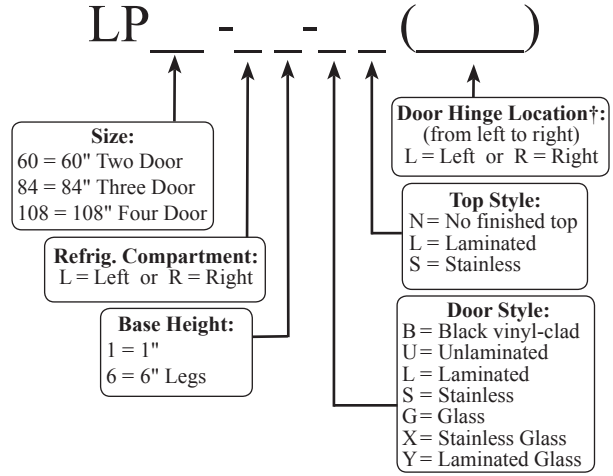 LP___ -_ _-_ _ (_____)
Size:
60 = 60" Two Door
84 = 84" Three Door
108 = 108" Four Door
Refrig. Compartment:
L = Left or R = Right
Base Height:
1 = 1"
6 = 6" Legs
Door Hinge Location†:
(from left to right)
L = Left or R = Right
Top Style:
N = No finished top
L = Laminated
S = Stainless
Door Style:
B = Black vinyl-clad
U = Unlaminated
L = Laminated
S = Stainless
G = Glass
X = Stainless Glass
Y = Laminated Glass